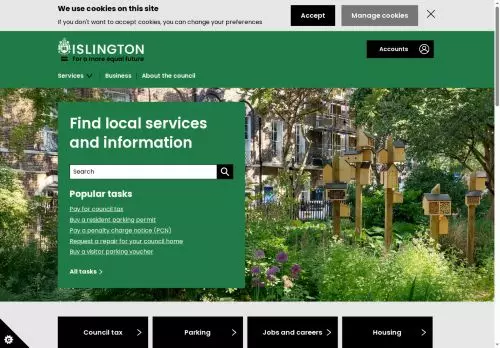 We use cookies on this site
If you don't want to accept cookies, you can change your preferences
Accept
Manage cookies
ISLINGTON
For a more equal future
Accounts
Services
Business
About the council
Find local services
and information
Search
Popular tasks
Pay for council tax
Buy a resident parking permit
Pay a penalty charge notice (PCN)
Request a repair for your council home
Buy a visitor parking voucher
All tasks
Council tax
Parking
Jobs and careers
Housing